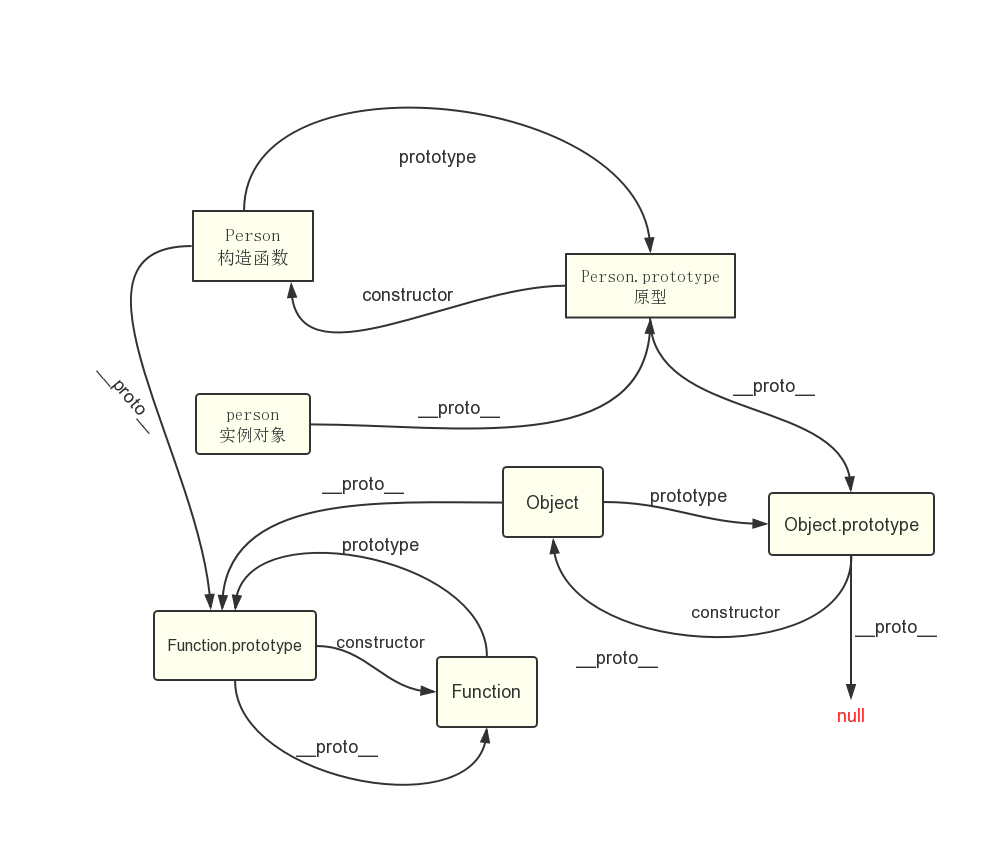 prototype
Person
构造函数
Person.prototype
原型
constructor
__proto__
__proto__
person
实例对象
__proto__
__proto__
Object
prototype
Object.prototype
prototype
constructor
__proto__
Function.prototype
constructor
__proto__
Function
null
__proto__